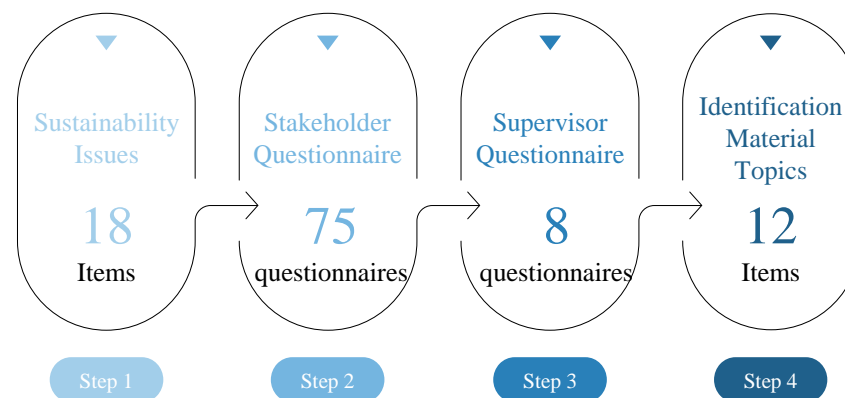 Sustainability
Issues
18
Items
Step 1
Stakeholder
Questionnaire
75
questionnaires
Step 2
Supervisor
Questionnaire
8
questionnaires
Step 3
Identification
Material
Topics
12
Items
Step 4